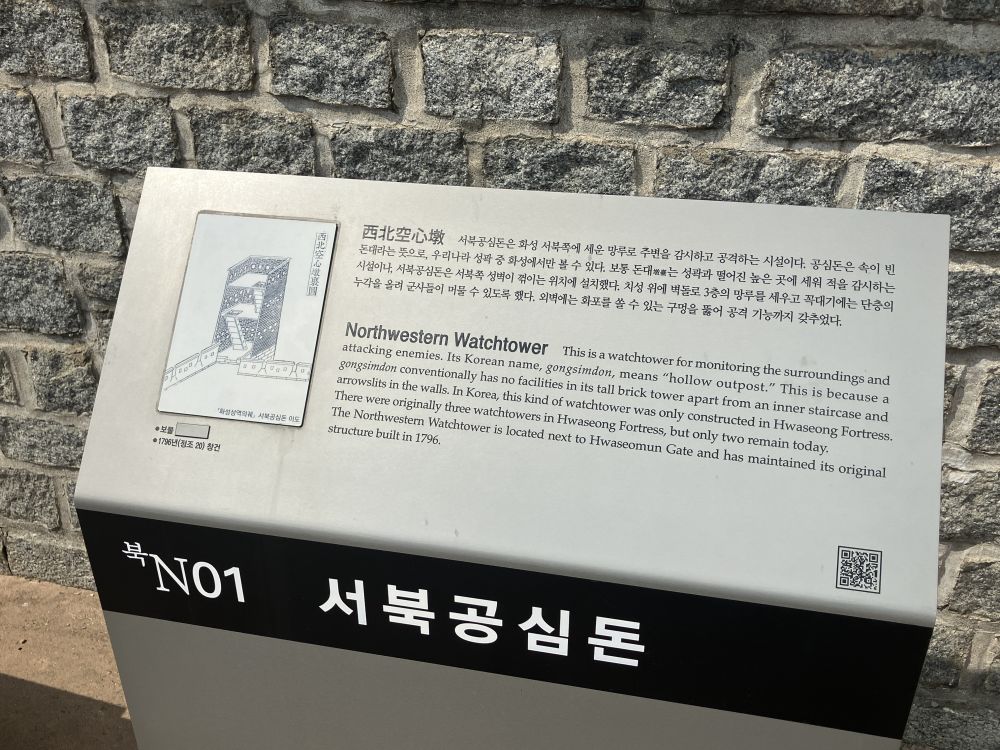 西北空心墩裏圖
『화성성역의궤』 서북공심돈 이도
●보물
●1796년(정조 20) 창건
西北空心墩 서북공심돈은 화성 서북쪽에 세운 망루로 주변을 감시하고 공격하는 시설이다. 공심돈은 속이 빈
돈대라는 뜻으로, 우리나라 성곽 중 화성에서만 볼 수 있다. 보통 돈대墩臺는 성곽과 떨어진 높은 곳에 세워 적을 감시하는
시설이나, 서북공심돈은 서북쪽 성벽이 꺾이는 위치에 설치했다. 치성 위에 벽돌로 3층의 망루를 세우고 꼭대기에는 단층의
누각을 올려 군사들이 머물 수 있도록 했다. 외벽에는 화포를 쏠 수 있는 구멍을 뚫어 공격 기능까지 갖추었다.
Northwestern Watchtower This is a watchtower for monitoring the surroundings and
attacking enemies. Its Korean name, gongsimdon, means “hollow outpost.” This is because a
gongsimdon conventionally has no facilities in its tall brick tower apart from an inner staircase and
arrowslits in the walls. In Korea, this kind of watchtower was only constructed in Hwaseong Fortress.
There were originally three watchtowers in Hwaseong Fortress, but only two remain today.
The Northwestern Watchtower is located next to Hwaseomun Gate and has maintained its original
structure built in 1796.
북N01 서북공심돈